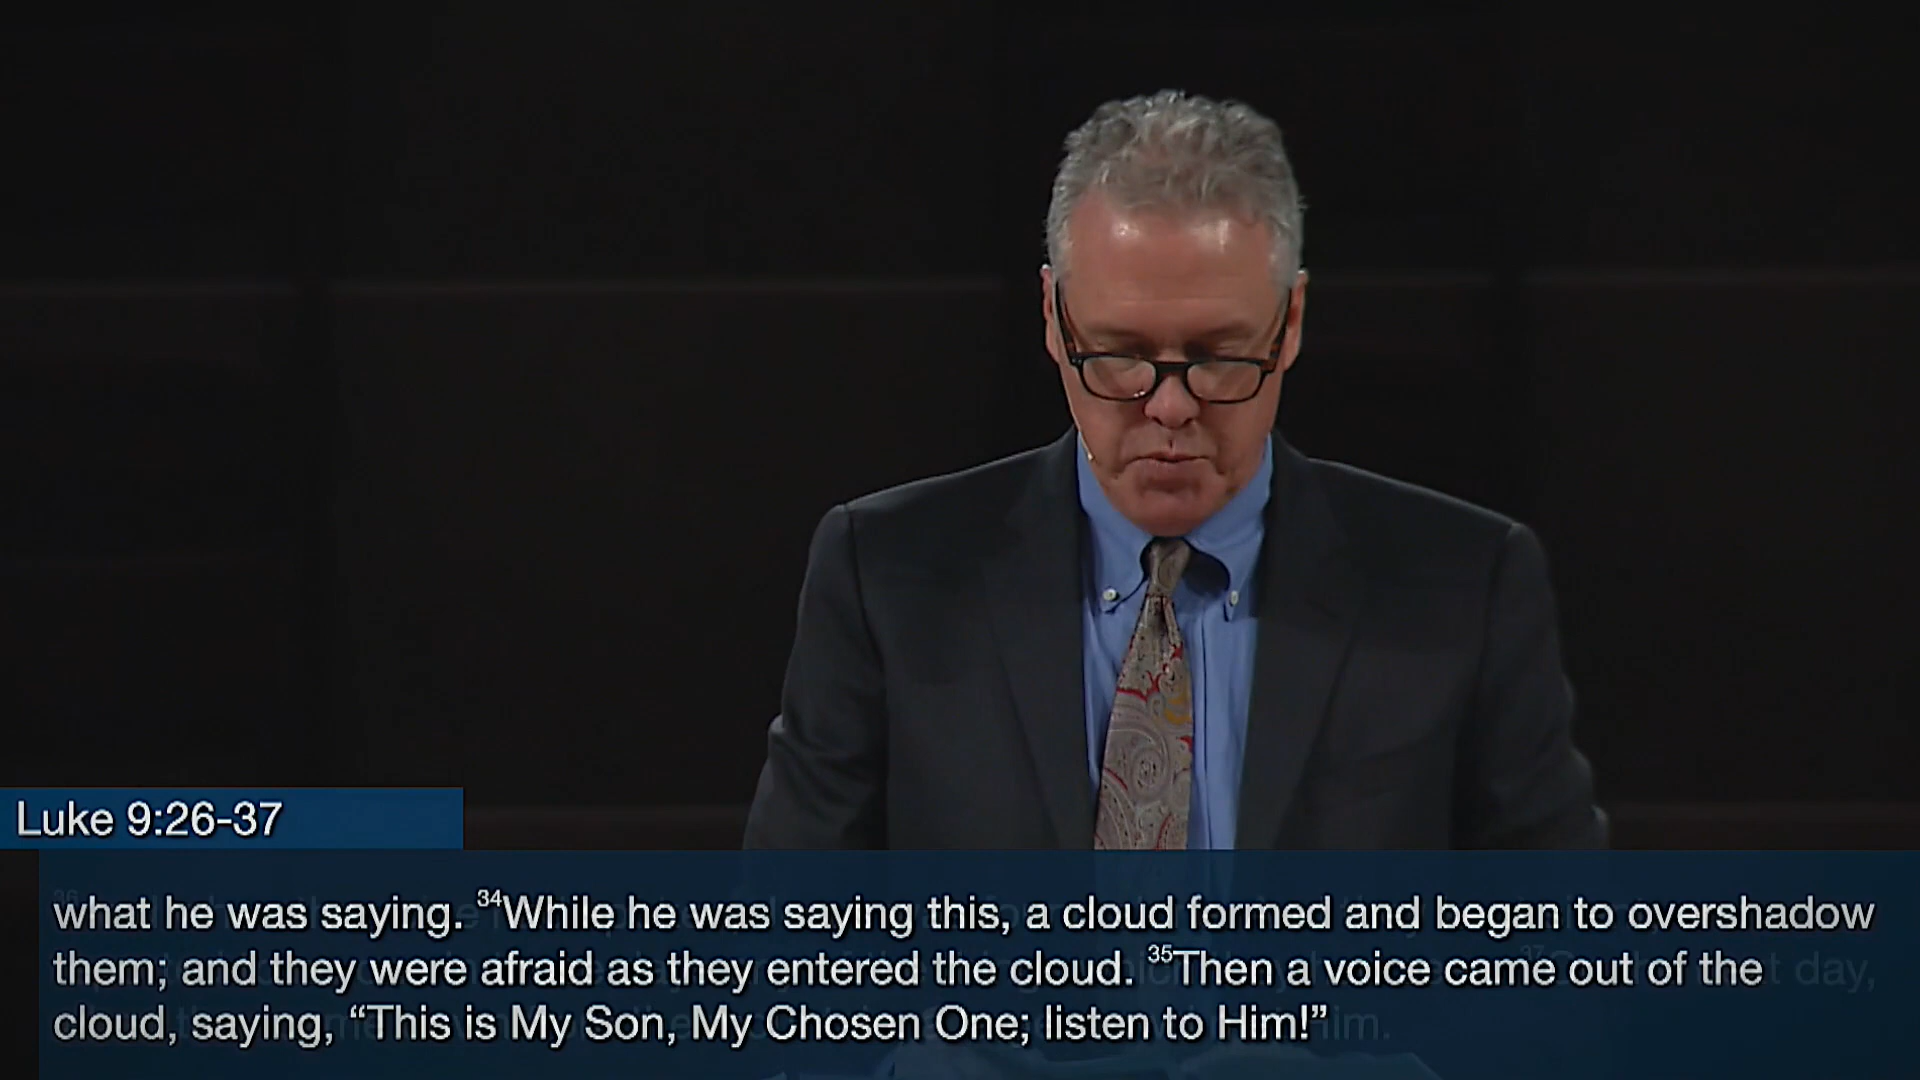 Luke 9:26-37
what he was saying. 34While he was saying this, a cloud formed and began to overshadow
them; and they were afraid as they entered the cloud. 35Then a voice came out of the
cloud, saying, “This is My Son, My Chosen One; listen to Him!”